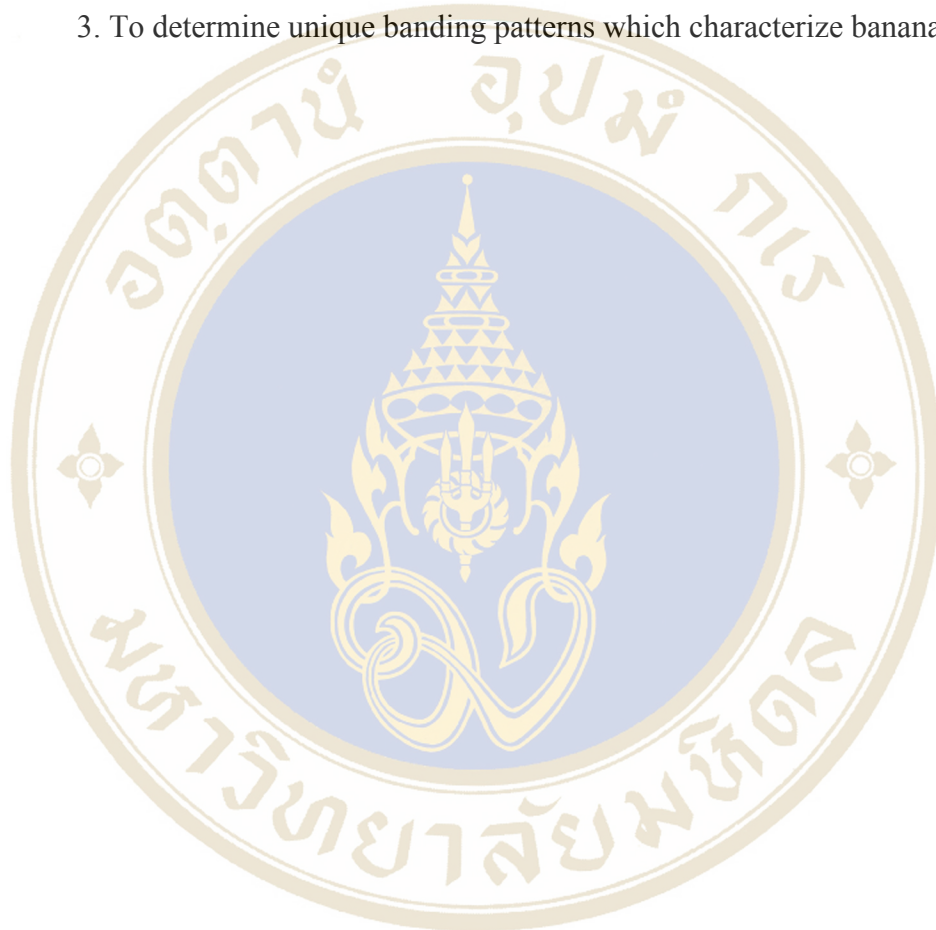 3. To determine unique banding patterns which characterize banana
อตฺตานํ อุปมํ กเร
มหาวิทยาลัยมหิดล